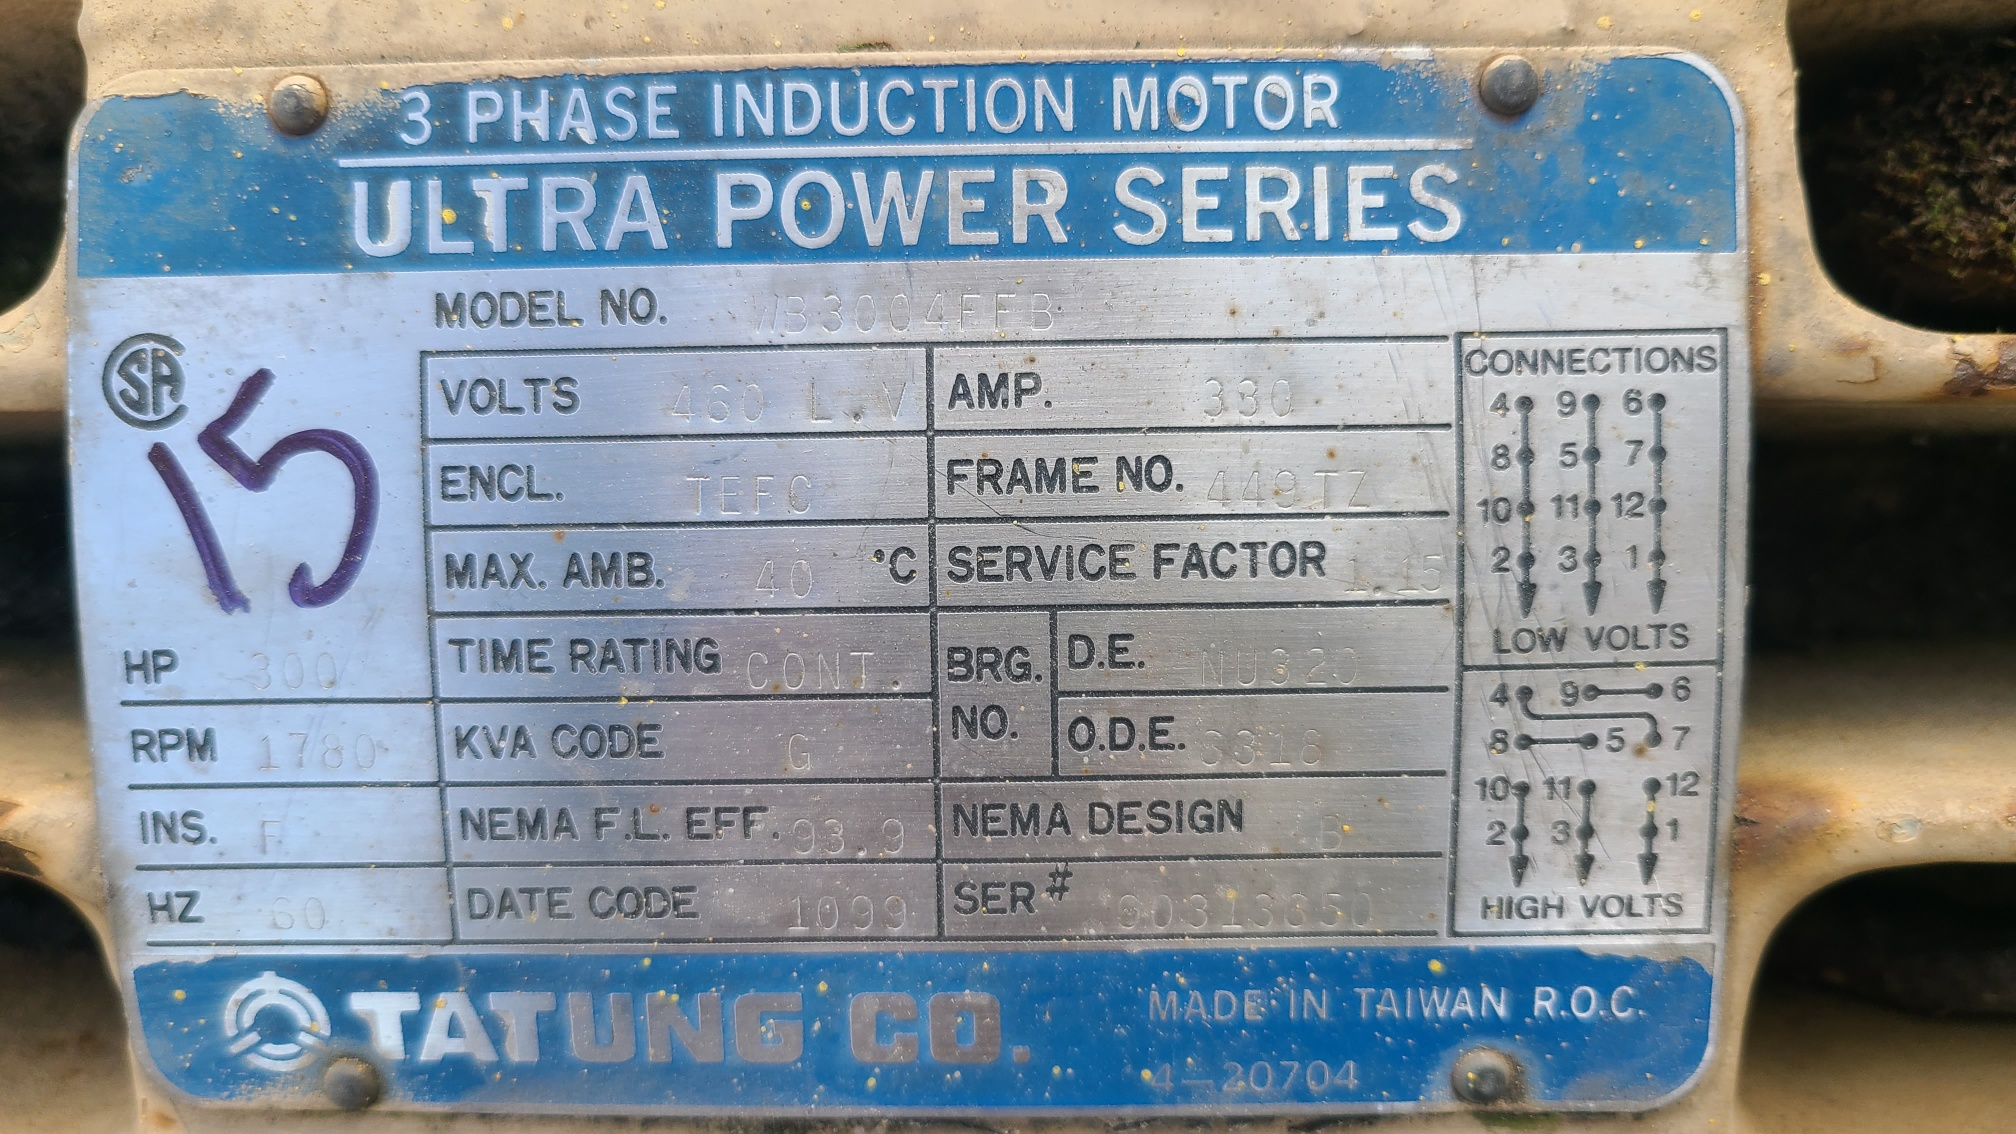 3 PHASE INDUCTION MOTOR
ULTRA POWER SERIES
MODEL NO. WB3004FFB
SA
15
VOLTS 460 L.V AMP. 330
ENCL. TEFC FRAME NO. 449TZ
MAX. AMB. 40 °C SERVICE FACTOR 1.15
HP 300 TIME RATING CONT. BRG. NO. D.E. NU320
RPM 1780 KVA CODE G O.D.E. 6318
INS. F NEMA F.L. EFF. 93.9 NEMA DESIGN B
HZ 60 DATE CODE 1099 SER#
CONNECTIONS
4 9 6
8 5 7
10 11 12
2 3 1
LOW VOLTS
4 9 6
8 5 7
10 11 12
2 3 1
HIGH VOLTS
TATUNG CO. MADE IN TAIWAN R.O.C.
4-20704